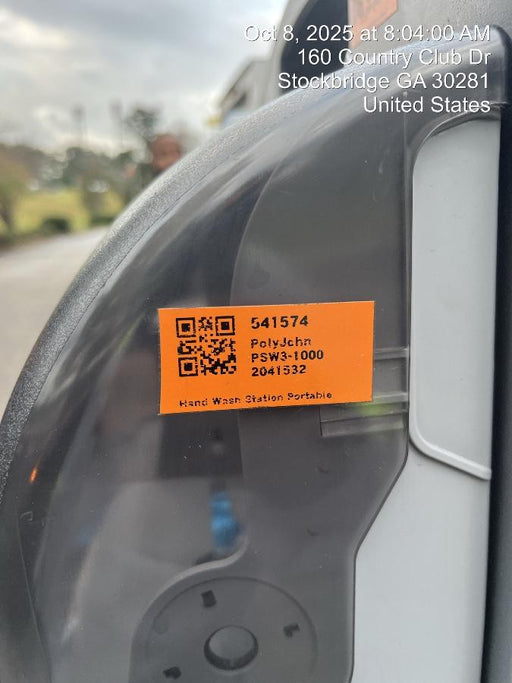 Oct 8, 2025 at 8:04:00 AM
160 Country Club Dr
Stockbridge GA 30281
United States
541574
PolyJohn
PSW3-1000
2041532
Hand Wash Station Portable